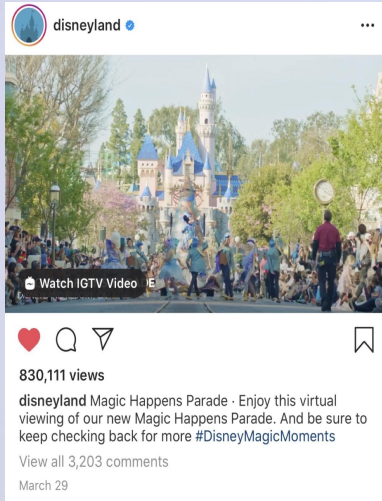 disneyland
Watch IGTV Video
830,111 views
disneyland Magic Happens Parade · Enjoy this virtual
viewing of our new Magic Happens Parade. And be sure to
keep checking back for more #DisneyMagicMoments
View all 3,203 comments
March 29